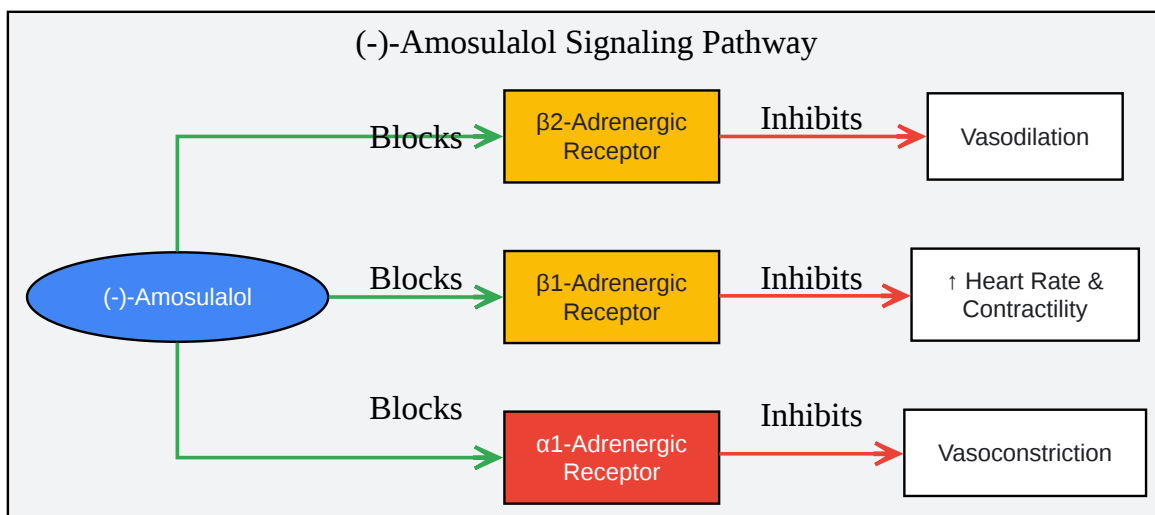 (-)-Amosulalol Signaling Pathway
Blocks
β2-Adrenergic
Receptor
Inhibits
Vasodilation
(-)-Amosulalol
Blocks
β1-Adrenergic
Receptor
Inhibits
↑ Heart Rate &
Contractility
Blocks
α1-Adrenergic
Receptor
Inhibits
Vasoconstriction